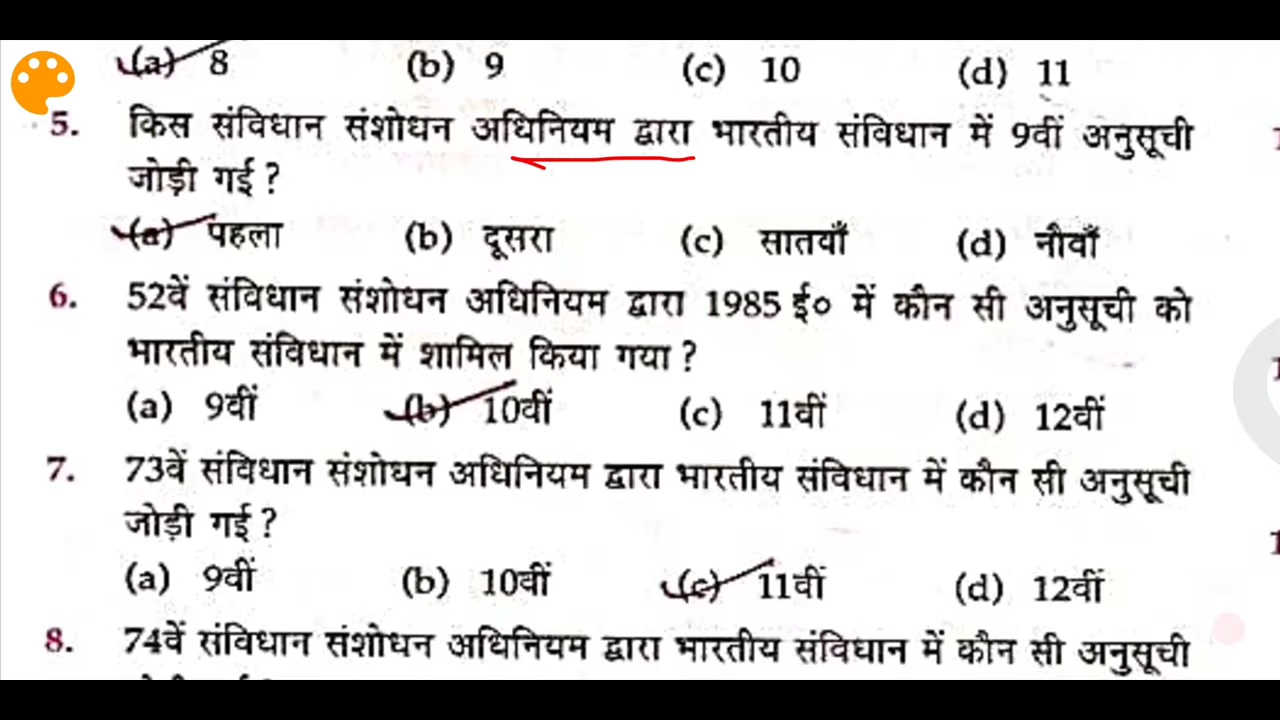 (a) 8 (b) 9 (c) 10 (d) 11
5. किस संविधान संशोधन अधिनियम द्वारा भारतीय संविधान में 9वीं अनुसूची
जोड़ी गई ?
(a) पहला (b) दूसरा (c) सातयाँ (d) नौवाँ
6. 52वें संविधान संशोधन अधिनियम द्वारा 1985 ई० में कौन सी अनुसूची को
भारतीय संविधान में शामिल किया गया ?
(a) 9वीं (b) 10वीं (c) 11वीं (d) 12वीं
7. 73वें संविधान संशोधन अधिनियम द्वारा भारतीय संविधान में कौन सी अनुसूची
जोड़ी गई ?
(a) 9वीं (b) 10वीं (c) 11वीं (d) 12वीं
8. 74वें संविधान संशोधन अधिनियम द्वारा भारतीय संविधान में कौन सी अनुसूची